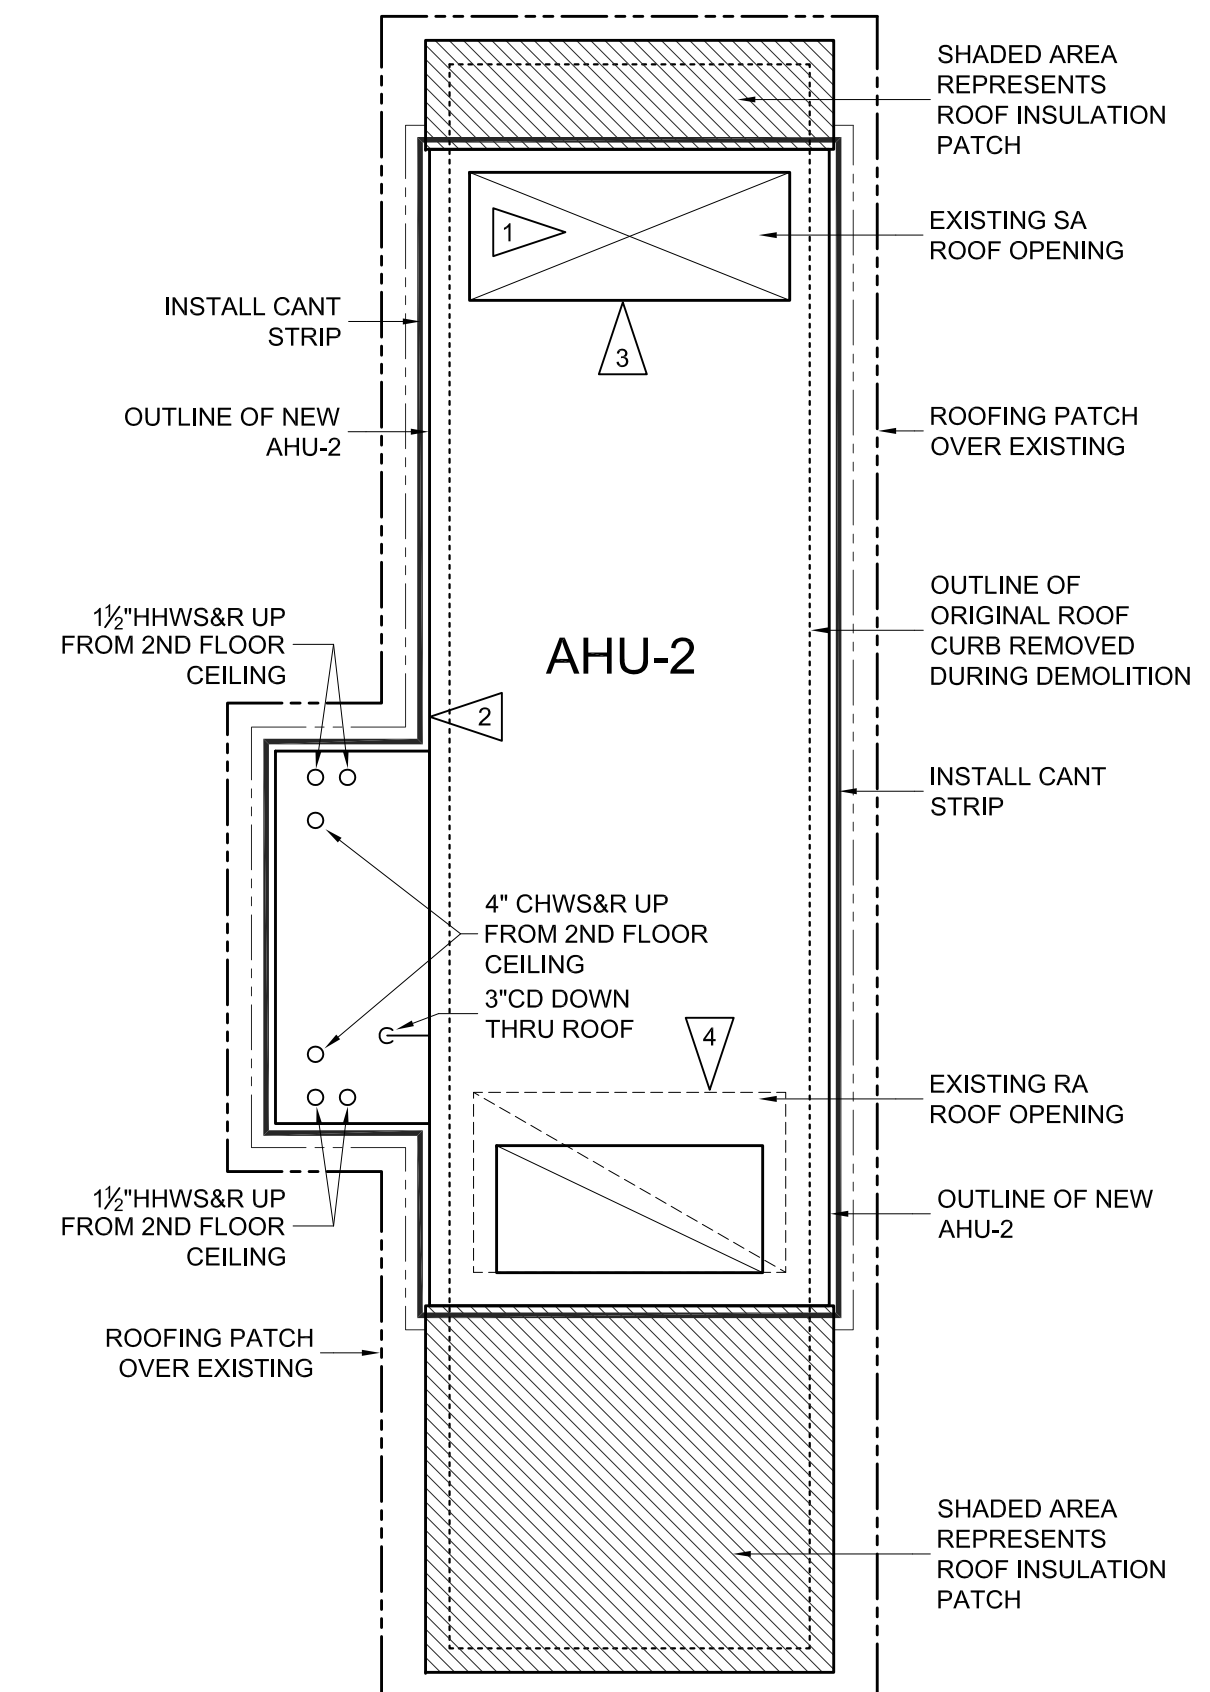 SHADED AREA
REPRESENTS
ROOF INSULATION
PATCH
1
EXISTING SA
ROOF OPENING
INSTALL CANT
STRIP
3
OUTLINE OF NEW
AHU-2
ROOFING PATCH
OVER EXISTING
1½"HHWS&R UP
FROM 2ND FLOOR
CEILING
AHU-2
OUTLINE OF
ORIGINAL ROOF
CURB REMOVED
DURING DEMOLITION
2
INSTALL CANT
STRIP
4" CHWS&R UP
FROM 2ND FLOOR
CEILING
3"CD DOWN
THRU ROOF
4
EXISTING RA
ROOF OPENING
1½"HHWS&R UP
FROM 2ND FLOOR
CEILING
OUTLINE OF NEW
AHU-2
ROOFING PATCH
OVER EXISTING
SHADED AREA
REPRESENTS
ROOF INSULATION
PATCH